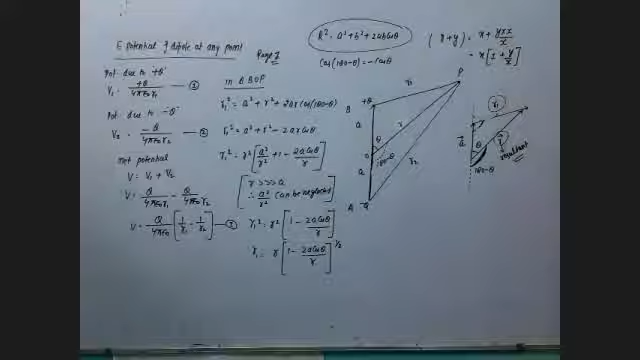 E potential of dipole at any point
Pot due to +Q
V₁ = +Q/4πε₀r₁ — ①
Pot due to -Q
V₂ = -Q/4πε₀r₂ — ②
Net potential
V = V₁ + V₂
V = Q/4πε₀r₁ - Q/4πε₀r₂
V = Q/4πε₀ [1/r₁ - 1/r₂] — ③
In Δ BOP
r₁² = a² + r² + 2ar cos(180-θ)
r₁² = a² + r² - 2ar cosθ
r₁² = r² [a²/r² + 1 - 2a cosθ/r]
[r >>> a
∴ a²/r² can be neglected]
r₁² = r² [1 - 2a cosθ/r]
r₁ = r [1 - 2a cosθ/r]^1/2
R² = a² + b² + 2ab cosθ
cos(180-θ) = -cosθ
P
r₁
B +Q
a
r
θ
O
180-θ
a
r₂
A -Q
(x+y) = x + yxx/x
= x[1 + y/x]
r₁
a
θ
r
resultant
180-θ